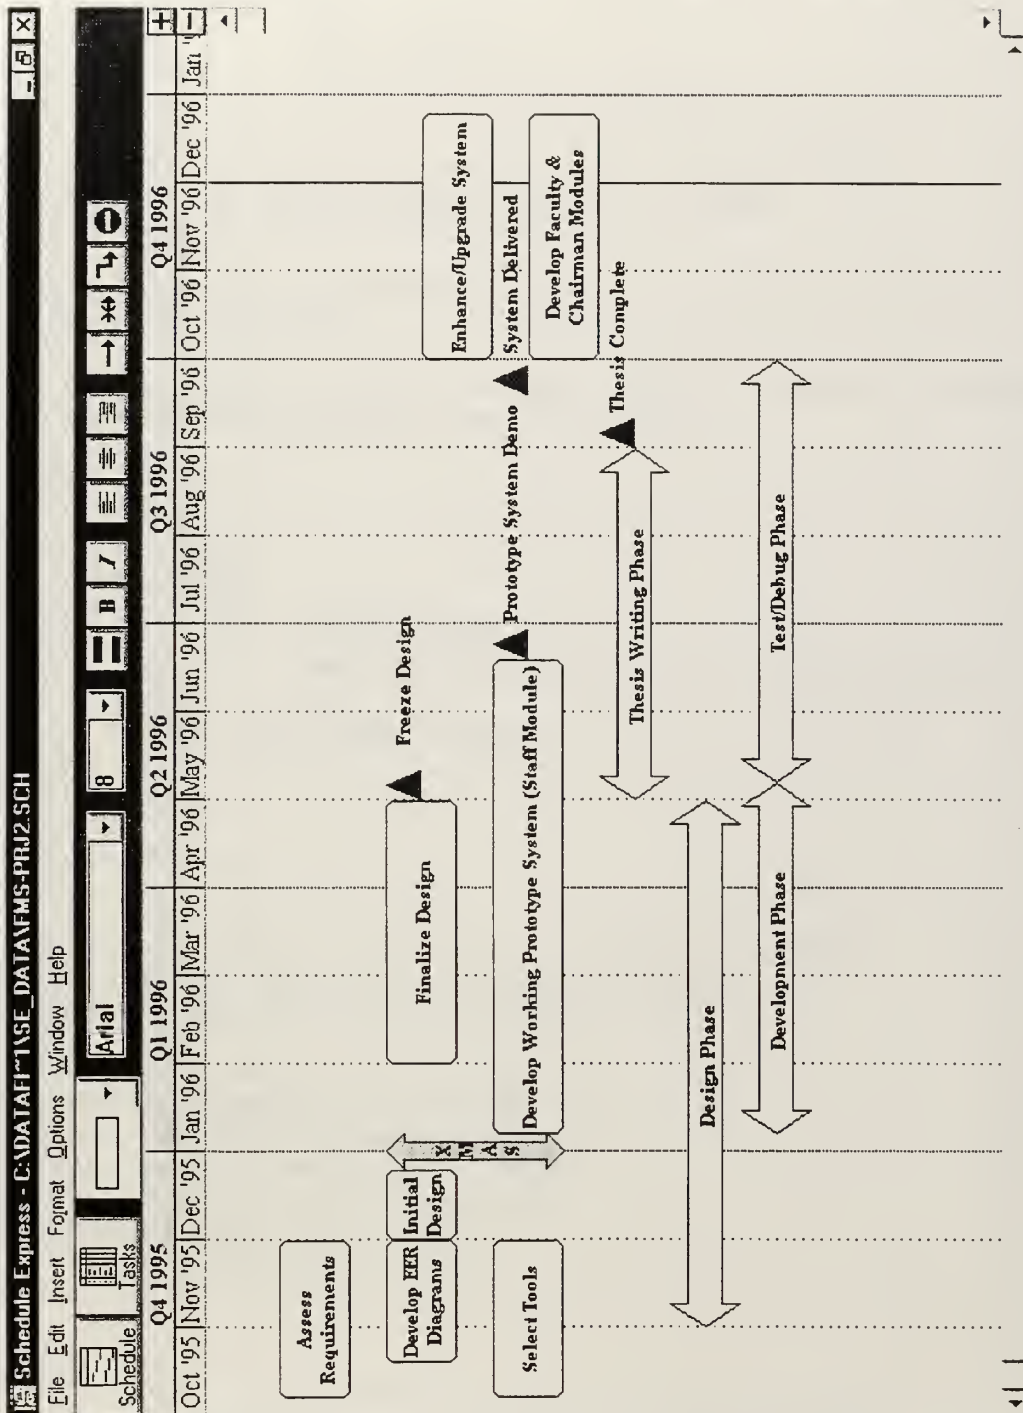 Schedule Express - C:\DATAFI~1\SE_DATA\FMS-PRJ2.SCH
File Edit Insert Format Options Window Help
Schedule
Tasks
Arial
8
B
I
Q4 1995
Q1 1996
Q2 1996
Q3 1996
Q4 1996
Oct '95
Nov '95
Dec '95
Jan '96
Feb '96
Mar '96
Apr '96
May '96
Jun '96
Jul '96
Aug '96
Sep '96
Oct '96
Nov '96
Dec '96
Jan '
Assess
Requirements
Develop EER
Diagrams
Initial
Design
XMAS
Finalize Design
Freeze Design
Enhance/Upgrade System
Select Tools
Develop Working Prototype System (Staff Module)
Prototype System Demo
System Delivered
Develop Faculty &
Chairman Modules
Thesis Writing Phase
Thesis Complete
Design Phase
Development Phase
Test/Debug Phase